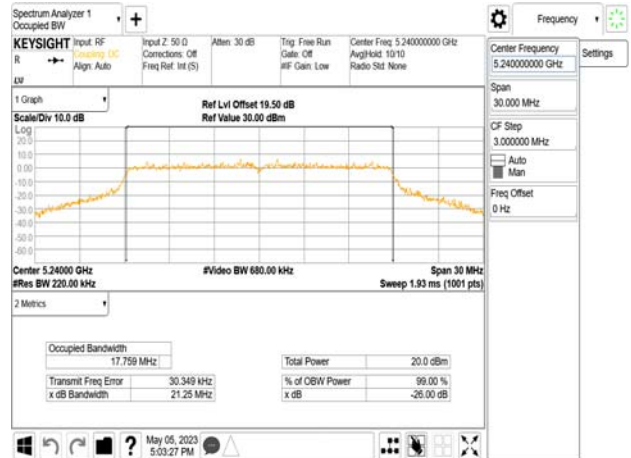 Spectrum Analyzer 1
Occupied BW
Frequency
KEYSIGHT
R
Input: RF
Coupling: DC
Align: Auto
Input Z: 50 Ω
Corrections: Off
Freq Ref: Int (S)
Atten: 30 dB
Trig: Free Run
Gate: Off
#IF Gain: Low
Center Freq: 5.240000000 GHz
Avg|Hold: 10/10
Radio Std: None
Center Frequency
5.240000000 GHz
Settings
Span
30.000 MHz
CF Step
3.000000 MHz
Auto
Man
Freq Offset
0 Hz
1 Graph
Scale/Div 10.0 dB
Ref Lvl Offset 19.50 dB
Ref Value 30.00 dBm
Log
20.0
10.0
0.00
-10.0
-20.0
-30.0
-40.0
-50.0
-60.0
Center 5.24000 GHz
#Res BW 220.00 kHz
#Video BW 680.00 kHz
Span 30 MHz
Sweep 1.93 ms (1001 pts)
2 Metrics
Occupied Bandwidth
17.759 MHz
Total Power 20.0 dBm
Transmit Freq Error 30.349 kHz
% of OBW Power 99.00 %
x dB Bandwidth 21.25 MHz
x dB -26.00 dB
?
May 05, 2023
5:03:27 PM